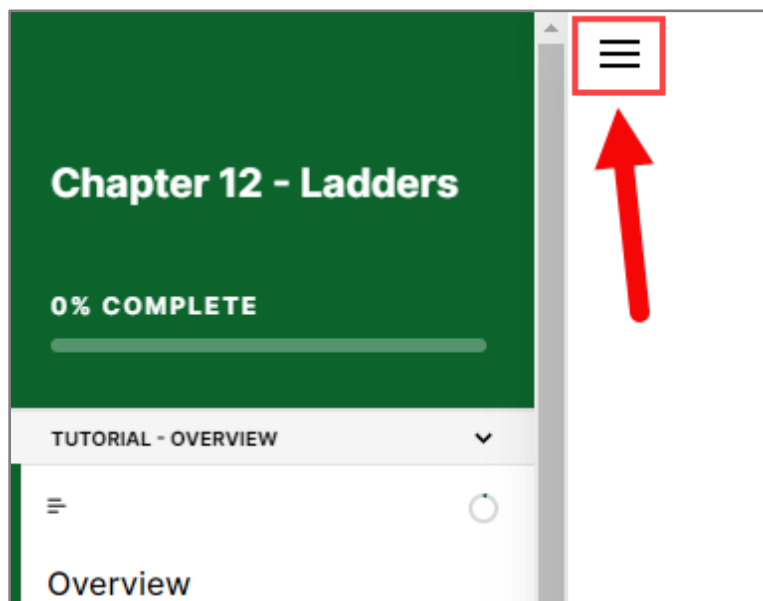 Chapter 12 - Ladders
0% COMPLETE
TUTORIAL - OVERVIEW
Overview